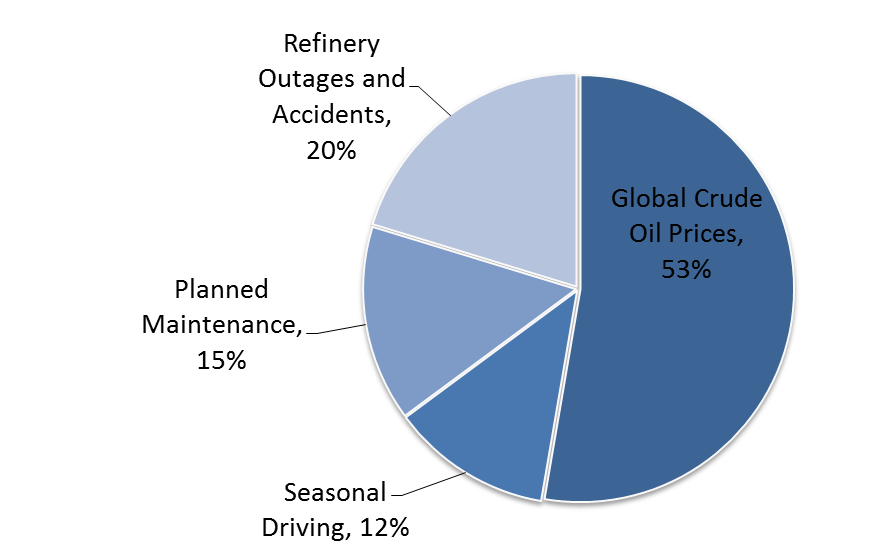 Refinery
Outages and
Accidents,
20%
Global Crude
Oil Prices,
53%
Planned
Maintenance,
15%
Seasonal
Driving, 12%